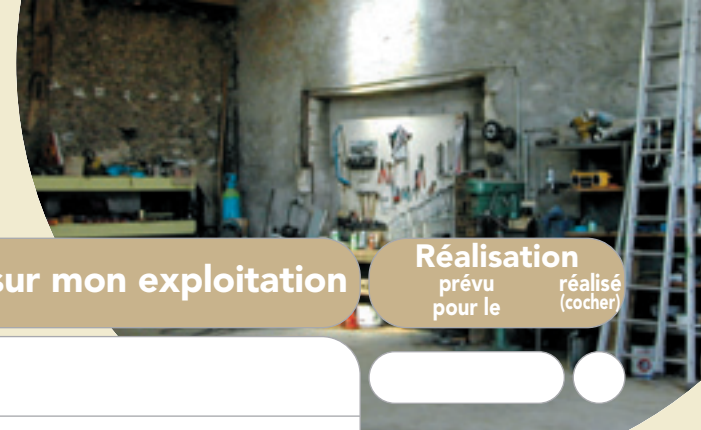 sur mon exploitation
Réalisation
prévu
pour le
réalisé
(cocher)